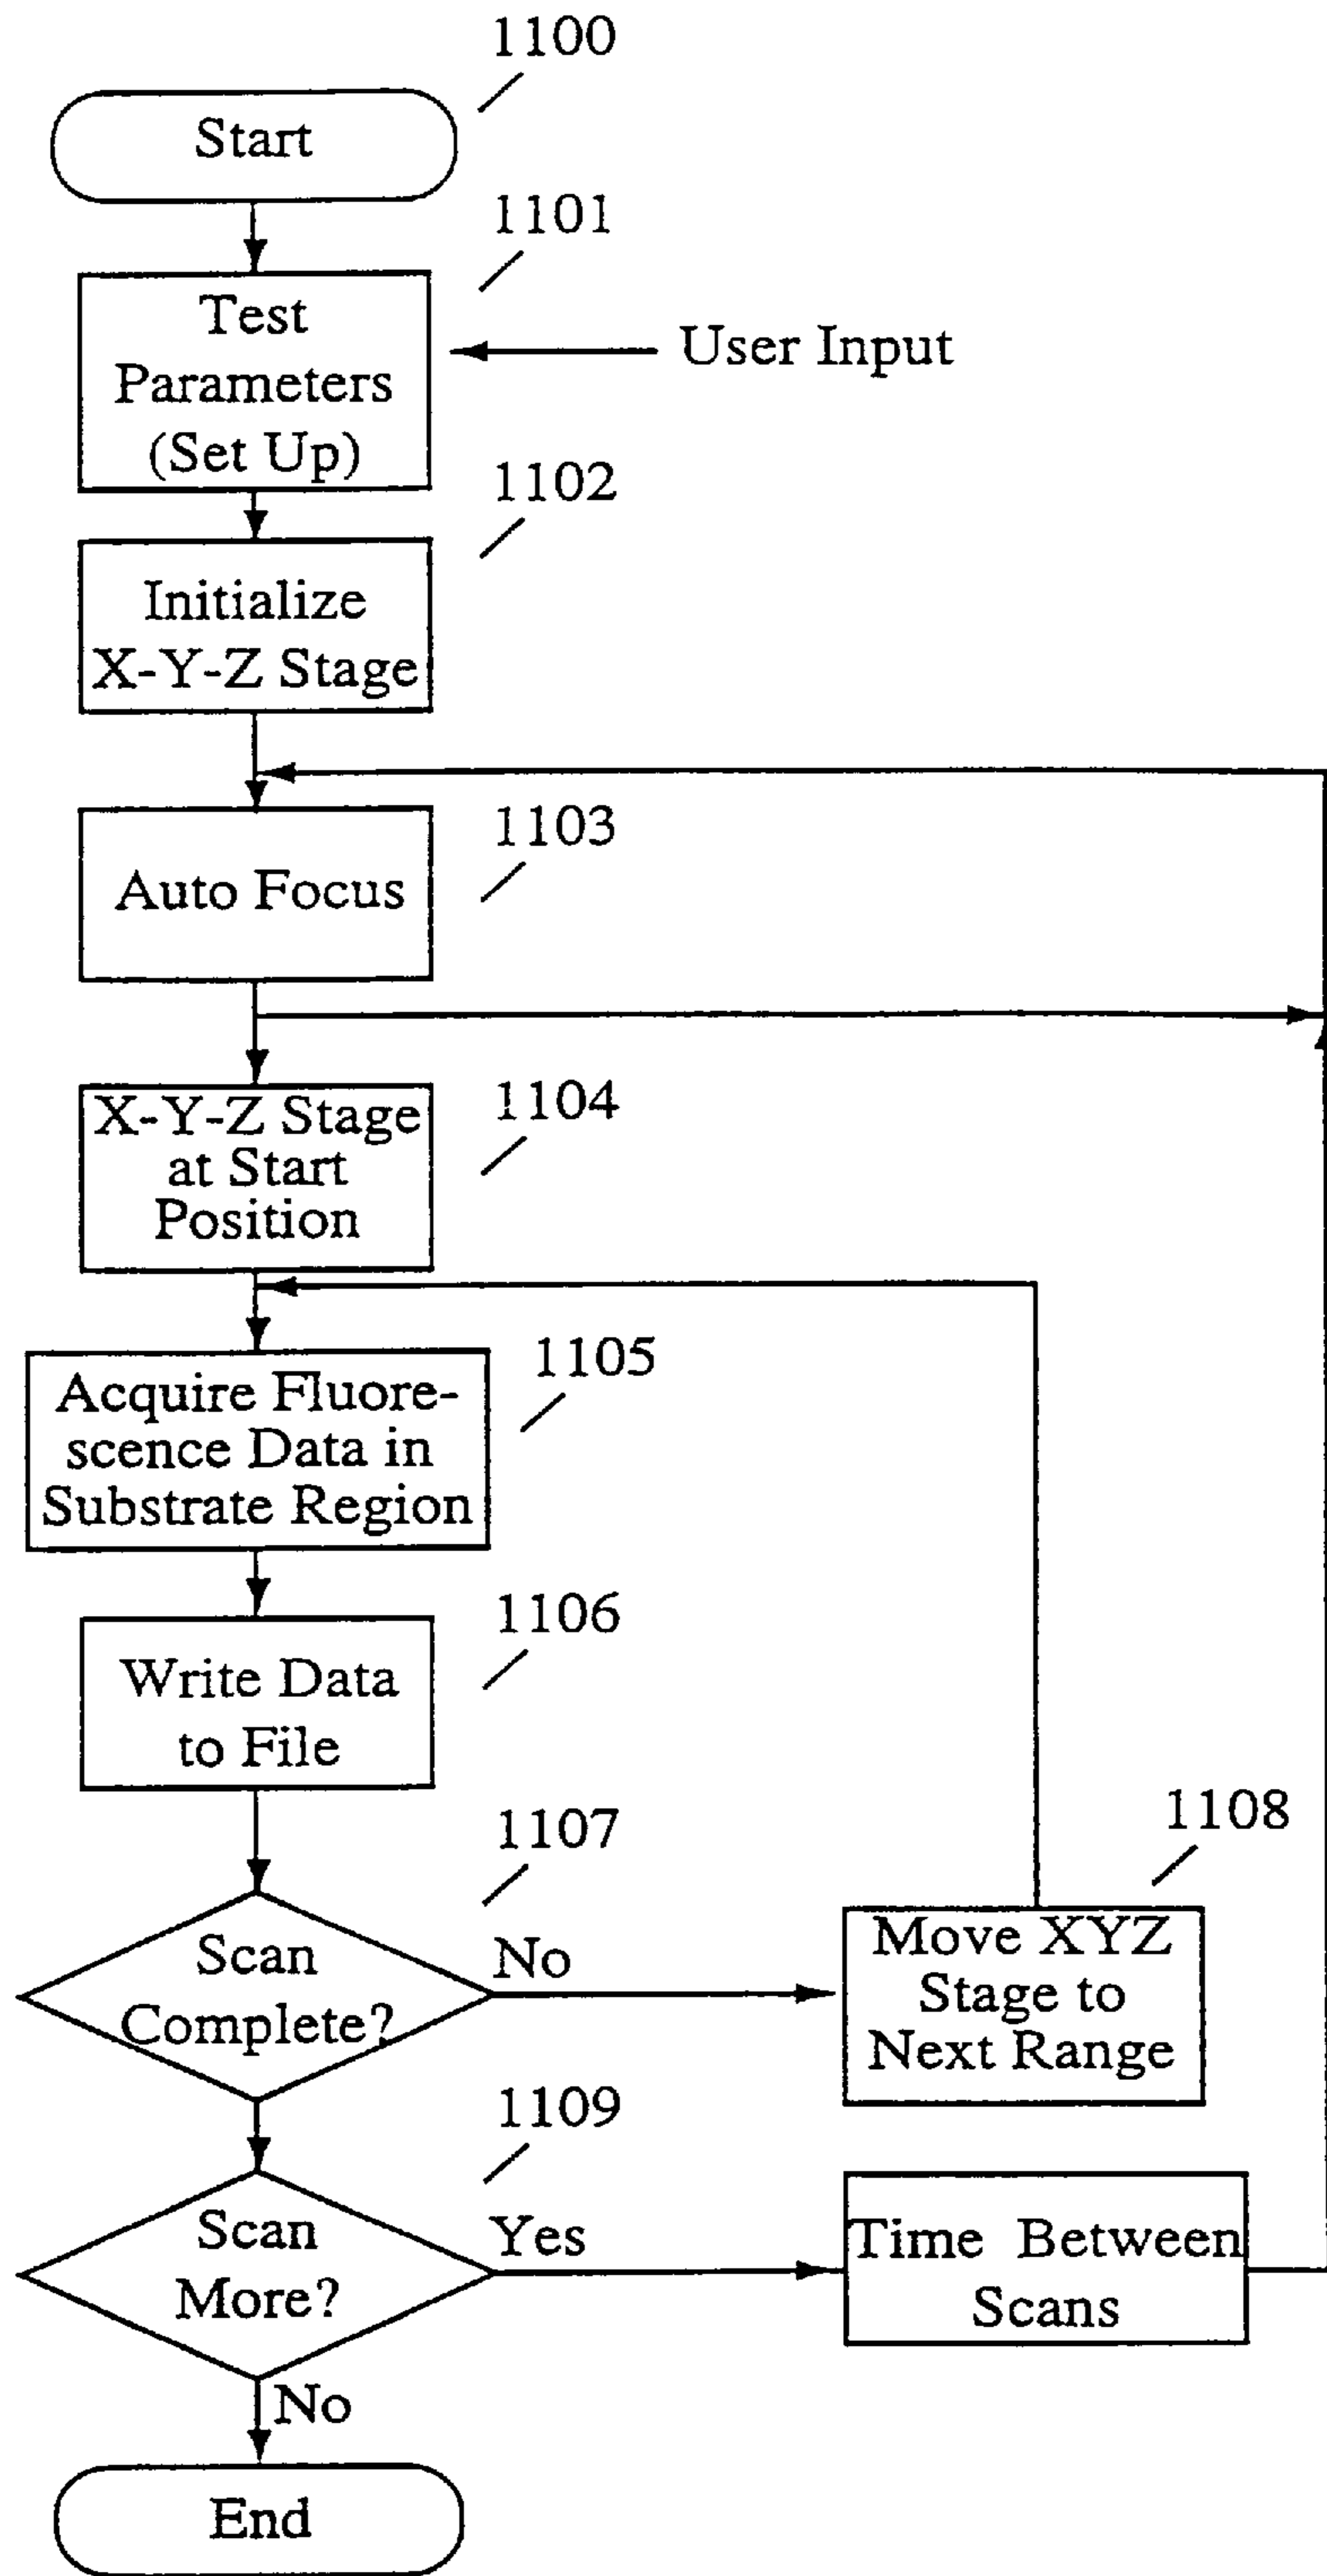 1100
Start
1101
Test
Parameters
(Set Up)
User Input
1102
Initialize
X-Y-Z Stage
1103
Auto Focus
1104
X-Y-Z Stage
at Start
Position
1105
Acquire Fluore-
scence Data in
Substrate Region
1106
Write Data
to File
1107
Scan
Complete?
No
1108
Move XYZ
Stage to
Next Range
1109
Scan
More?
Yes
Time Between
Scans
No
End